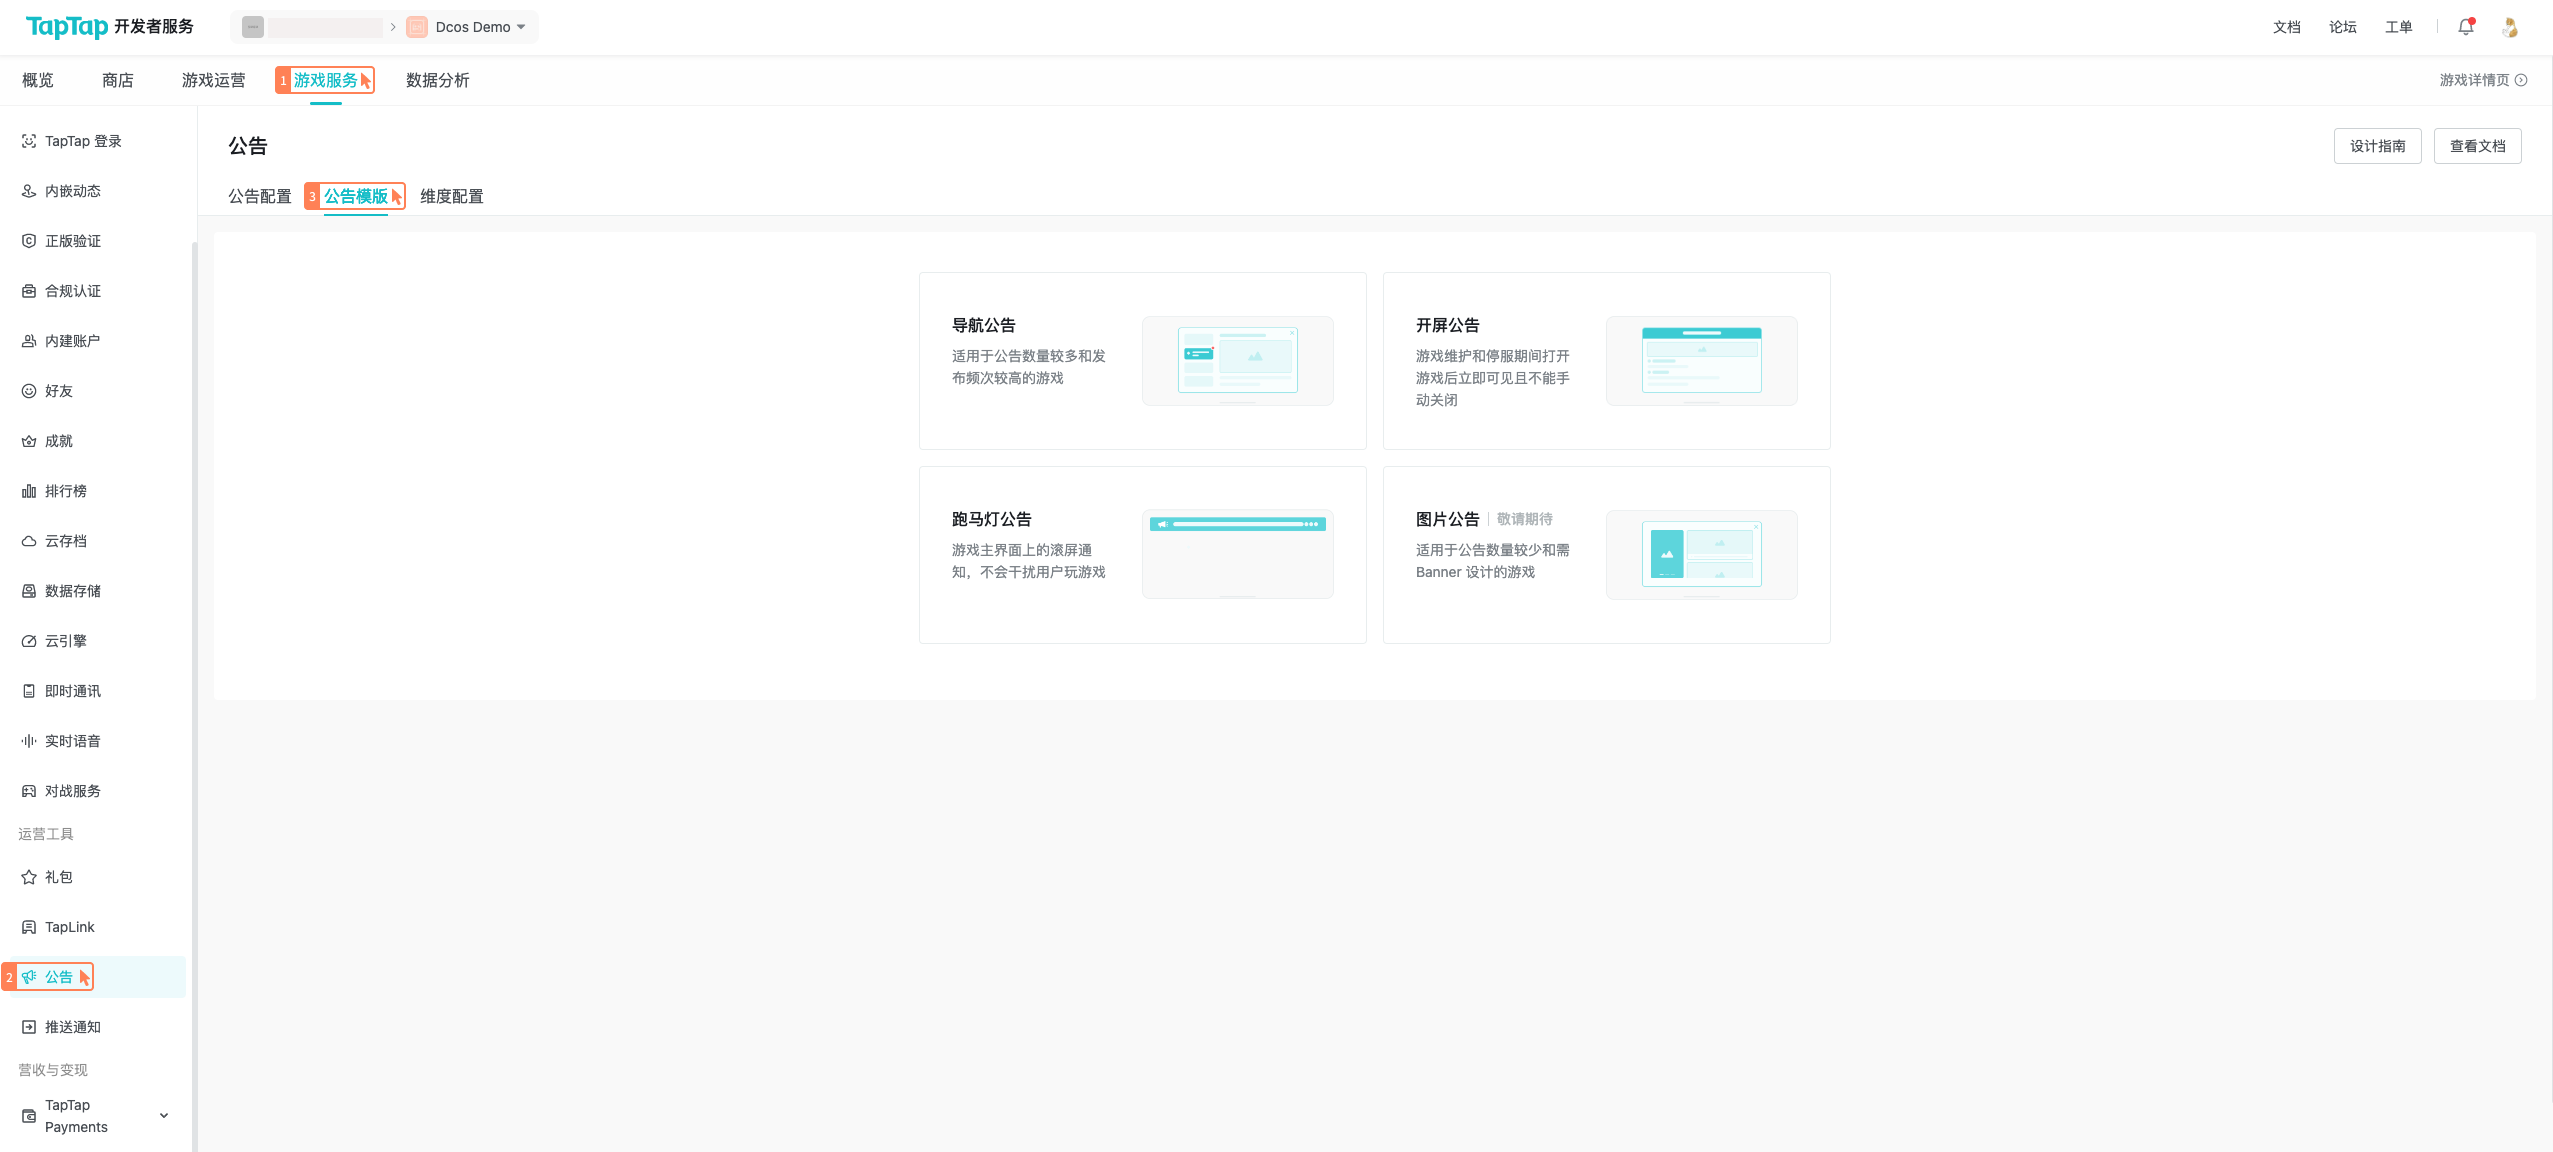 TapTap 开发者服务
Dcos Demo
文档
论坛
工单
概览
商店
游戏运营
1 游戏服务
数据分析
游戏详情页
TapTap 登录
内嵌动态
正版验证
合规认证
内建账户
好友
成就
排行榜
云存档
数据存储
云引擎
即时通讯
实时语音
对战服务
运营工具
礼包
TapLink
2 公告
推送通知
营收与变现
TapTap
Payments
公告
设计指南
查看文档
公告配置
3 公告模版
维度配置
导航公告
适用于公告数量较多和发
布频次较高的游戏
开屏公告
游戏维护和停服期间打开
游戏后立即可见且不能手
动关闭
跑马灯公告
游戏主界面上的滚屏通
知，不会干扰用户玩游戏
图片公告 敬请期待
适用于公告数量较少和需
Banner 设计的游戏